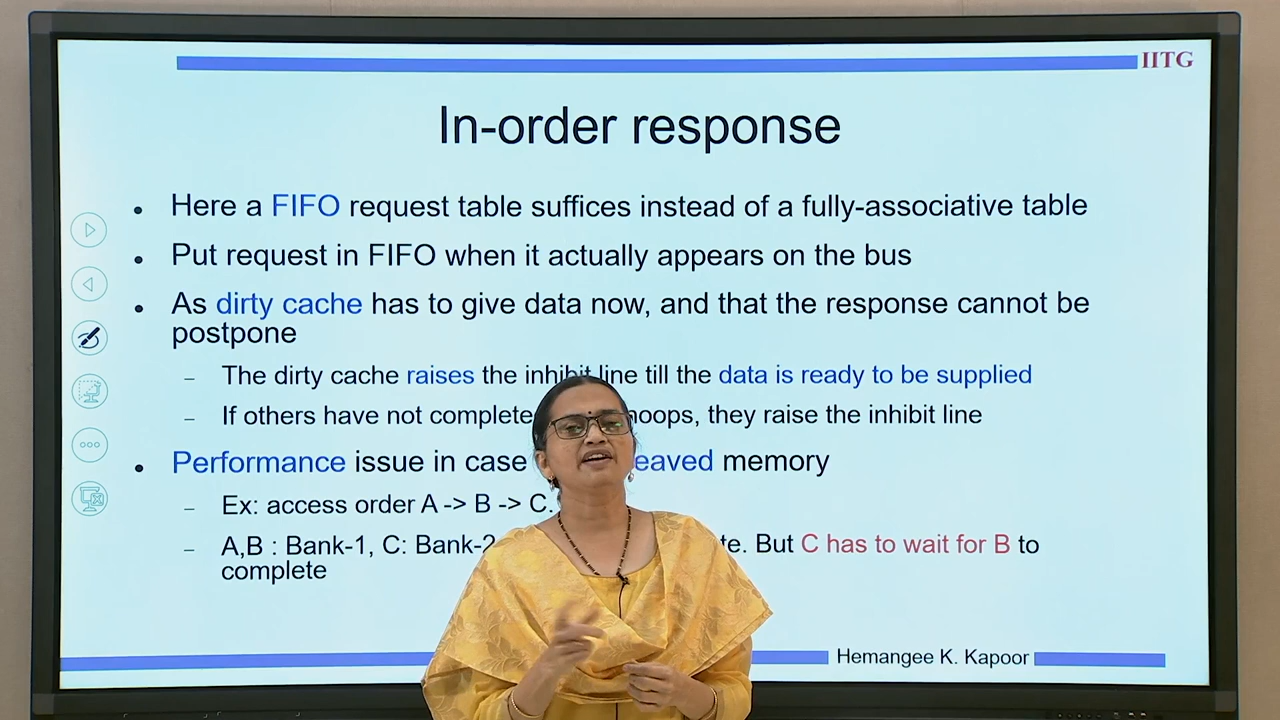 IITG
In-order response
• Here a FIFO request table suffices instead of a fully-associative table
• Put request in FIFO when it actually appears on the bus
• As dirty cache has to give data now, and that the response cannot be
postpone
– The dirty cache raises the inhibit line till the data is ready to be supplied
– If others have not complete noops, they raise the inhibit line
• Performance issue in case eaved memory
– Ex: access order A -> B -> C.
– A,B : Bank-1, C: Bank-2 te. But C has to wait for B to
complete
Hemangee K. Kapoor